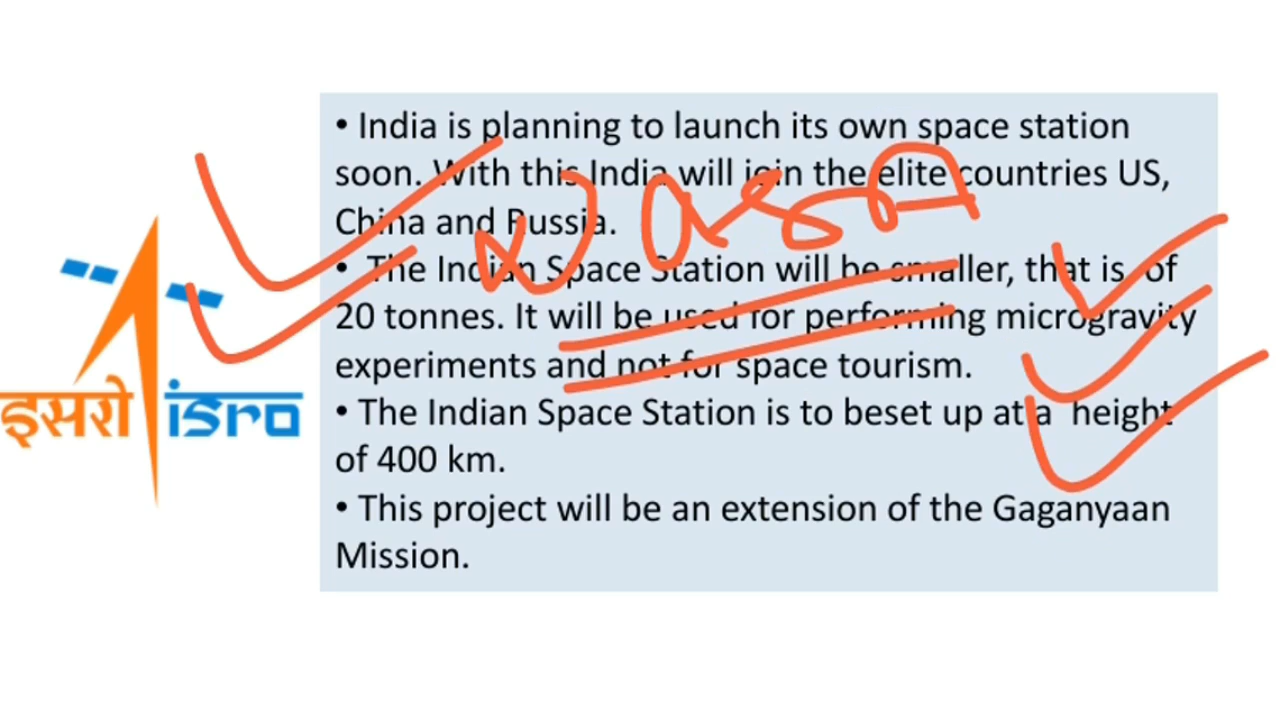 • India is planning to launch its own space station
soon. With this India will join the elite countries US,
China and Russia.
• The Indian Space Station will be smaller, that is of
20 tonnes. It will be used for performing microgravity
experiments and not for space tourism.
• The Indian Space Station is to beset up at a height
of 400 km.
• This project will be an extension of the Gaganyaan
Mission.
इसरो isro